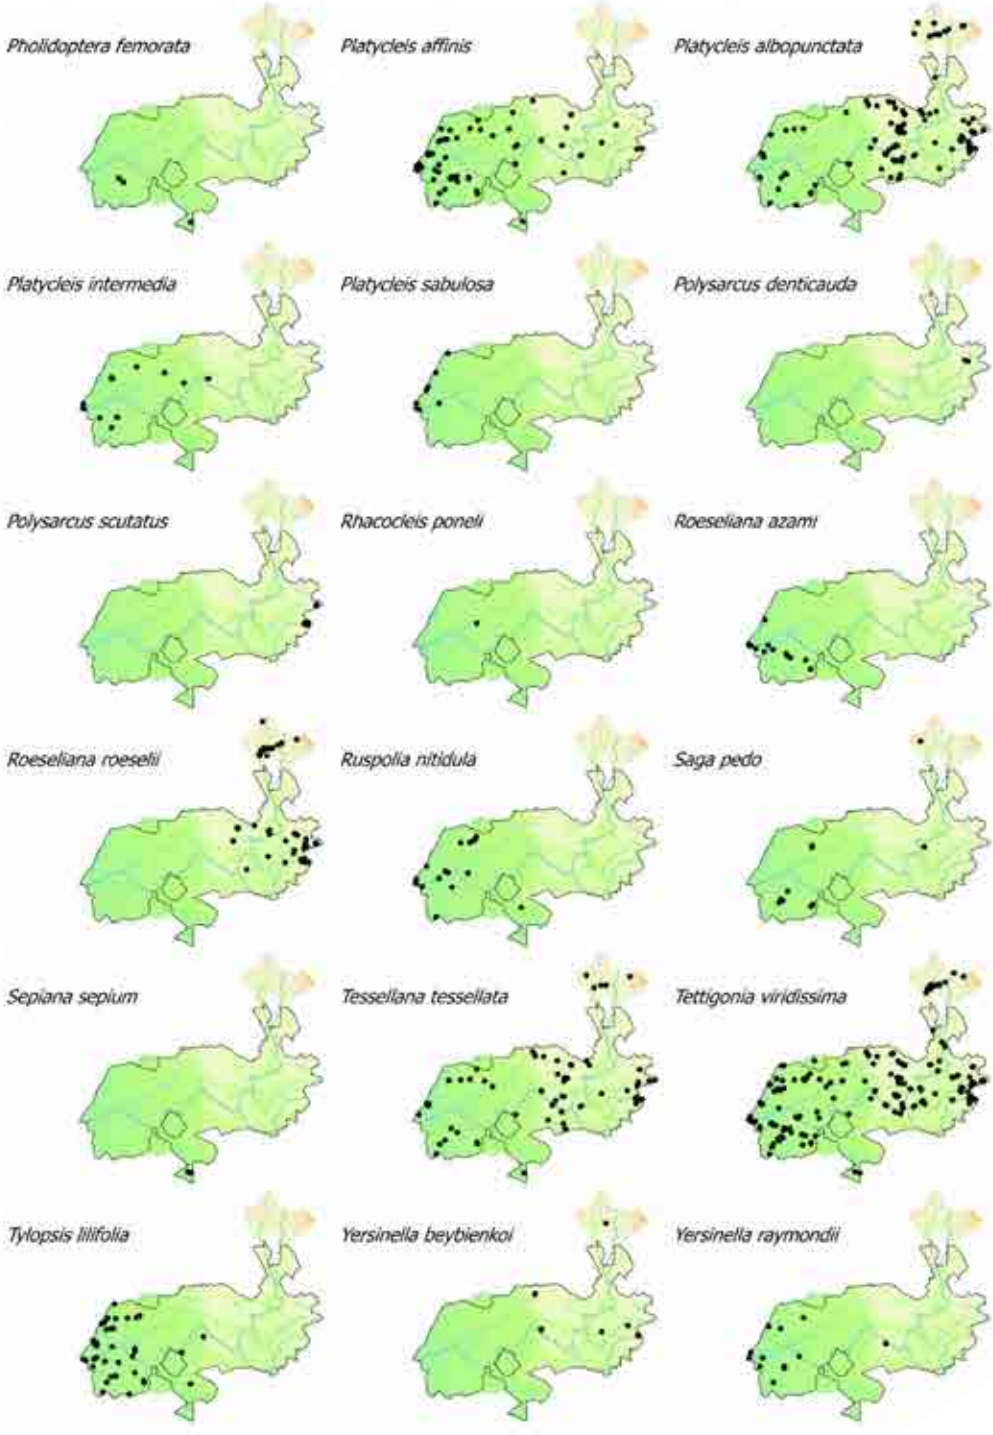 Pholidoptera femorata
Platycleis affinis
Platycleis albopunctata
Platycleis intermedia
Platycleis sabulosa
Polysarcus denticauda
Polysarcus scutatus
Rhacocleis poneli
Roeseliana azami
Roeseliana roeselii
Ruspolia nitidula
Saga pedo
Sepiana sepium
Tessellana tessellata
Tettigonia viridissima
Tylopsis lilifolia
Yersinella beybienkoi
Yersinella raymondii